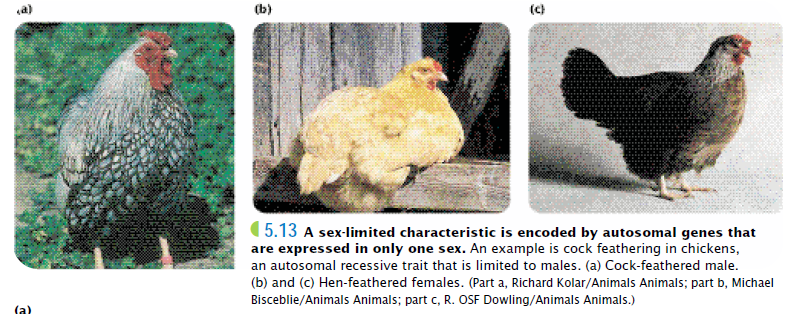 (a)
(b)
(c)
5.13 A sex-limited characteristic is encoded by autosomal genes that
are expressed in only one sex. An example is cock feathering in chickens,
an autosomal recessive trait that is limited to males. (a) Cock-feathered male.
(b) and (c) Hen-feathered females. (Part a, Richard Kolar/Animals Animals; part b, Michael
Bisceblie/Animals Animals; part c, R. OSF Dowling/Animals Animals.)
(a)